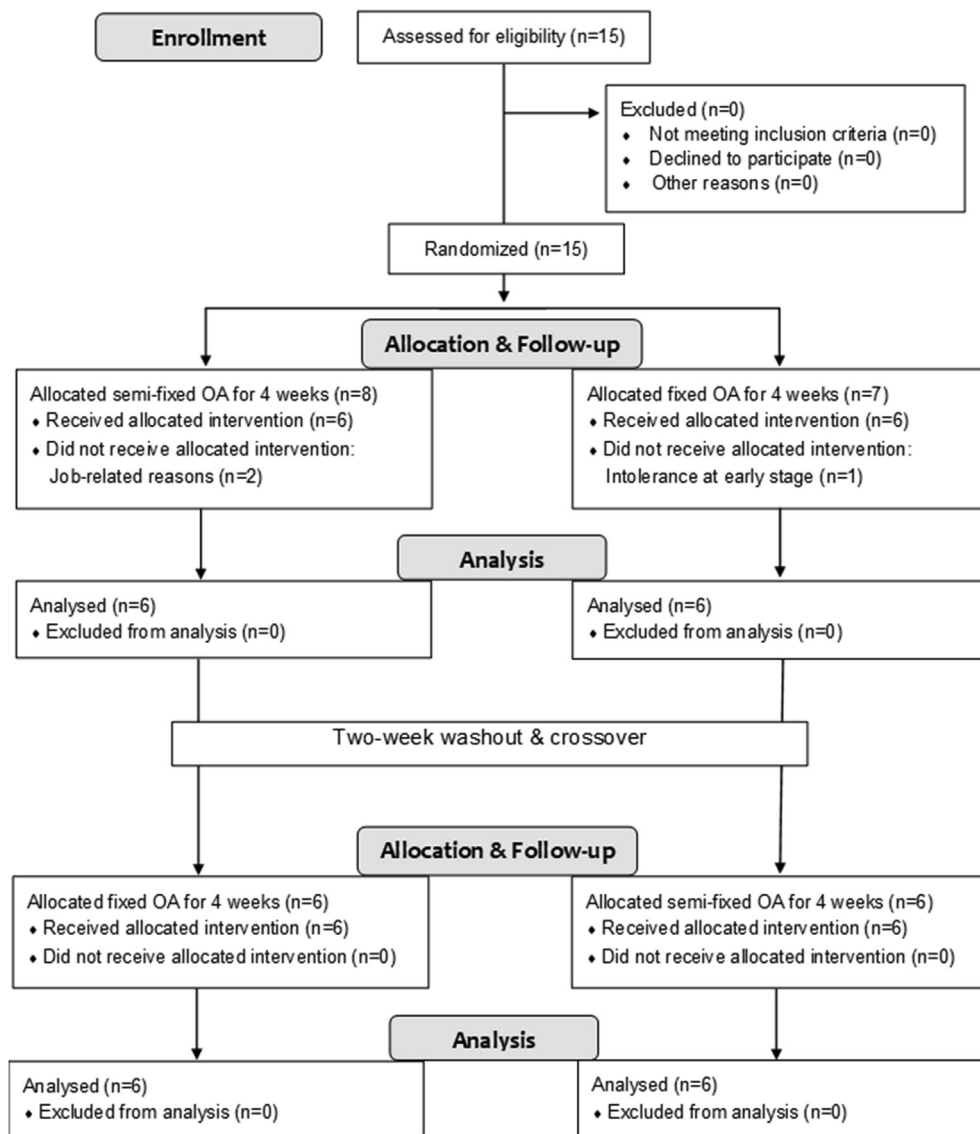 Enrollment
Assessed for eligibility (n=15)
Excluded (n=0)
♦ Not meeting inclusion criteria (n=0)
♦ Declined to participate (n=0)
♦ Other reasons (n=0)
Randomized (n=15)
Allocation & Follow-up
Allocated semi-fixed OA for 4 weeks (n=8)
♦ Received allocated intervention (n=6)
♦ Did not receive allocated intervention:
Job-related reasons (n=2)
Allocated fixed OA for 4 weeks (n=7)
♦ Received allocated intervention (n=6)
♦ Did not receive allocated intervention:
Intolerance at early stage (n=1)
Analysis
Analysed (n=6)
♦ Excluded from analysis (n=0)
Analysed (n=6)
♦ Excluded from analysis (n=0)
Two-week washout & crossover
Allocation & Follow-up
Allocated fixed OA for 4 weeks (n=6)
♦ Received allocated intervention (n=6)
♦ Did not receive allocated intervention (n=0)
Allocated semi-fixed OA for 4 weeks (n=6)
♦ Received allocated intervention (n=6)
♦ Did not receive allocated intervention (n=0)
Analysis
Analysed (n=6)
♦ Excluded from analysis (n=0)
Analysed (n=6)
♦ Excluded from analysis (n=0)